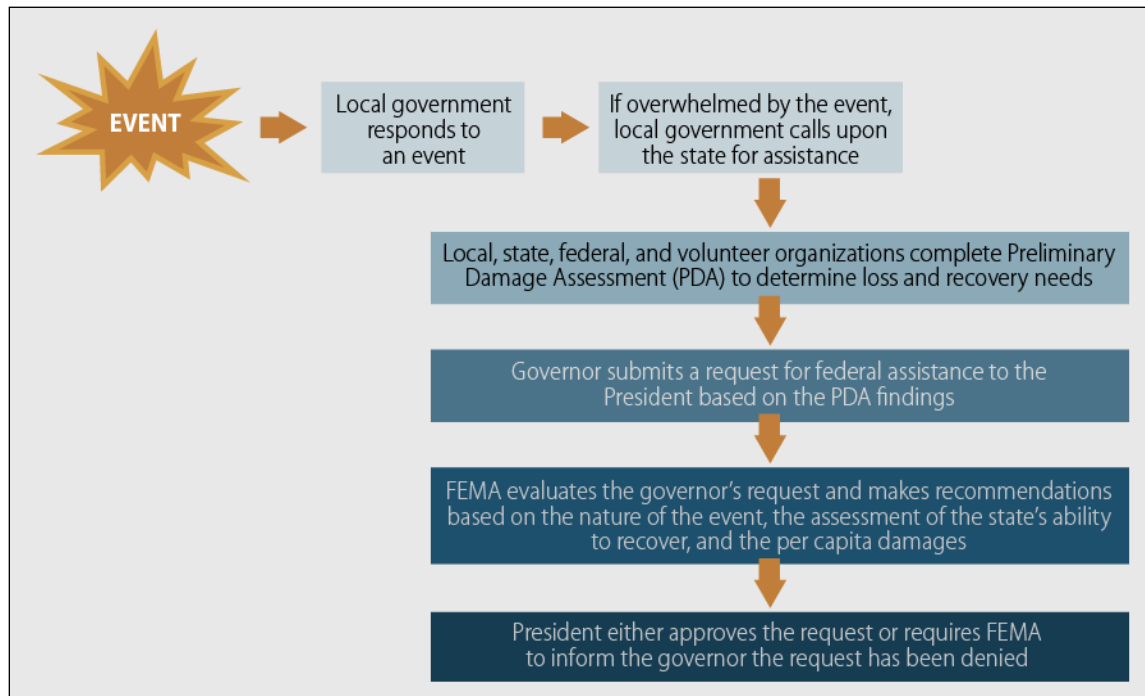 EVENT
Local government
responds to
an event
If overwhelmed by the event,
local government calls upon
the state for assistance
Local, state, federal, and volunteer organizations complete Preliminary
Damage Assessment (PDA) to determine loss and recovery needs
Governor submits a request for federal assistance to the
President based on the PDA findings
FEMA evaluates the governor’s request and makes recommendations
based on the nature of the event, the assessment of the state’s ability
to recover, and the per capita damages
President either approves the request or requires FEMA
to inform the governor the request has been denied